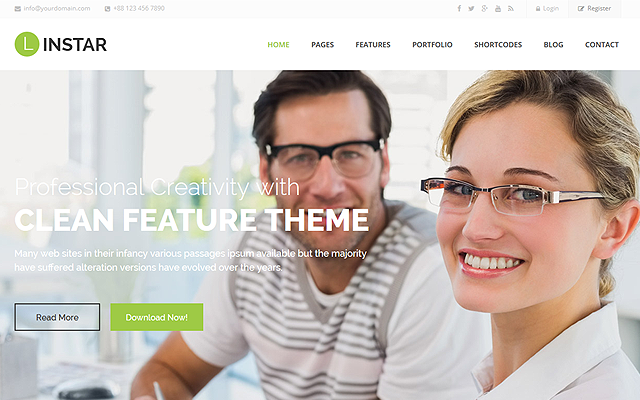 info@yourdomain.com +88 123 456 7890 Login Register
L INSTAR HOME PAGES FEATURES PORTFOLIO SHORTCODES BLOG CONTACT
Professional Creativity with
CLEAN FEATURE THEME
Many web sites in their infancy various passages ipsum available but the majority
have suffered alteration versions have evolved over the years.
Read More Download Now!